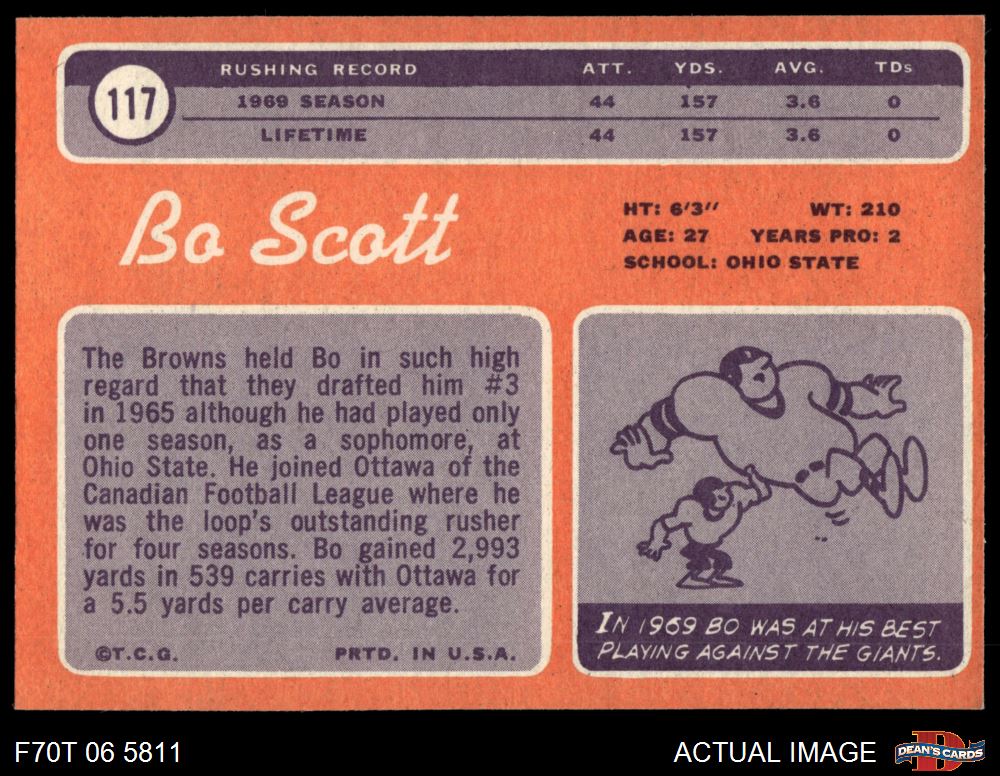 117
RUSHING RECORD ATT. YDS. AVG. TDs
1969 SEASON 44 157 3.6 0
LIFETIME 44 157 3.6 0
Bo Scott
HT: 6'3" WT: 210
AGE: 27 YEARS PRO: 2
SCHOOL: OHIO STATE
The Browns held Bo in such high
regard that they drafted him #3
in 1965 although he had played only
one season, as a sophomore, at
Ohio State. He joined Ottawa of the
Canadian Football League where he
was the loop's outstanding rusher
for four seasons. Bo gained 2,993
yards in 539 carries with Ottawa for
a 5.5 yards per carry average.
©T.C.G. PRTD. IN U.S.A.
IN 1969 BO WAS AT HIS BEST
PLAYING AGAINST THE GIANTS.
F70T 06 5811
ACTUAL IMAGE
DEAN'S CARDS